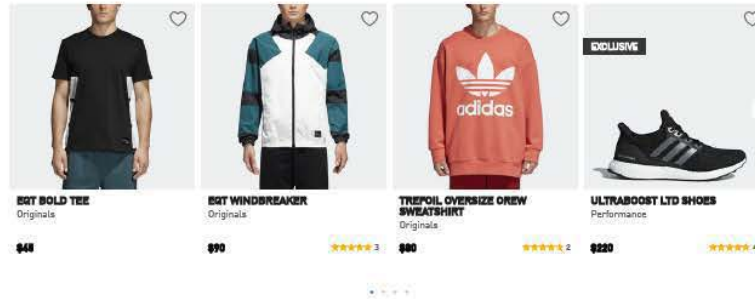 EXCLUSIVE
adidas
EQT BOLD TEE
Originals
$45
EQT WINDBREAKER
Originals
$90
3
TREFOIL OVERSIZE CREW
SWEATSHIRT
Originals
$80
2
ULTRABOOST LTD SHOES
Performance
$220